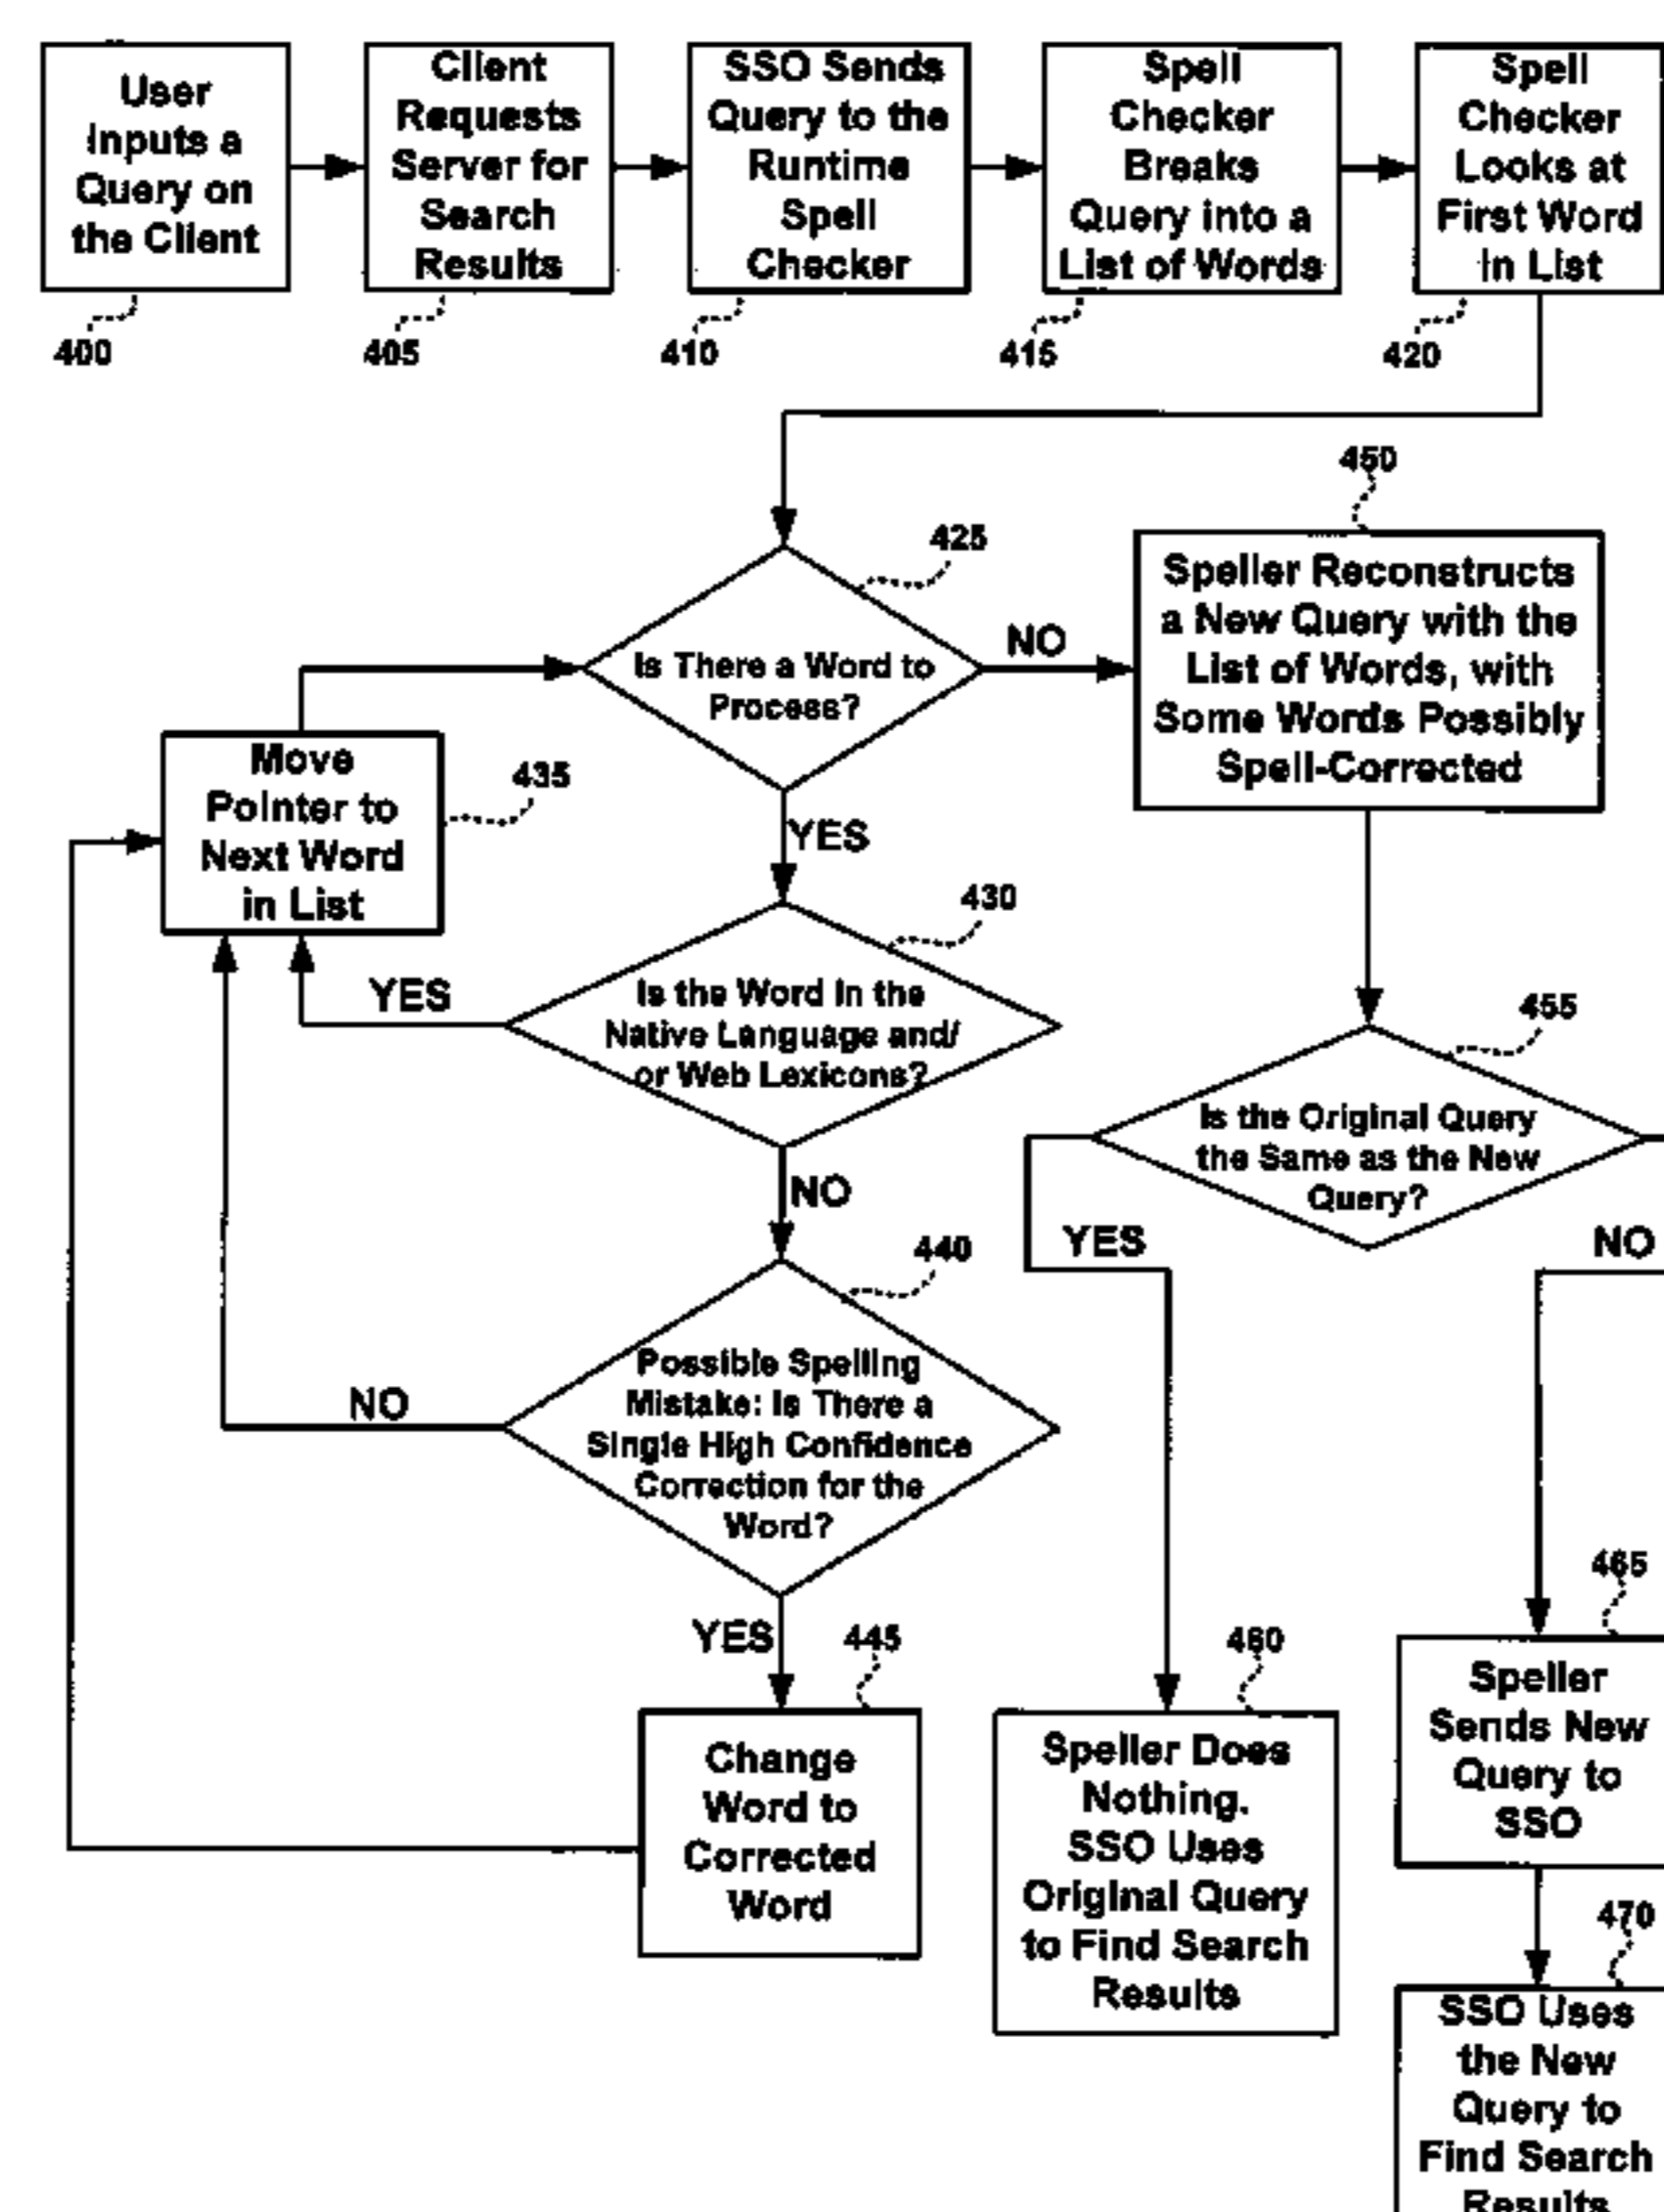 User
Inputs a
Query on
the Client
400
Client
Requests
Server for
Search
Results
405
SSO Sends
Query to the
Runtime
Spell
Checker
410
Spell
Checker
Breaks
Query into a
List of Words
415
Spell
Checker
Looks at
First Word
in List
420
425
Is There a Word to
Process?
NO
YES
450
Speller Reconstructs
a New Query with the
List of Words, with
Some Words Possibly
Spell-Corrected
Move
Pointer to
Next Word
in List
435
430
Is the Word in the
Native Language and/
or Web Lexicons?
YES
NO
455
Is the Original Query
the Same as the New
Query?
YES
NO
440
Possible Spelling
Mistake: Is There a
Single High Confidence
Correction for the
Word?
NO
YES
445
Change
Word to
Corrected
Word
460
Speller Does
Nothing.
SSO Uses
Original Query
to Find Search
Results
465
Speller
Sends New
Query to
SSO
470
SSO Uses
the New
Query to
Find Search
Results